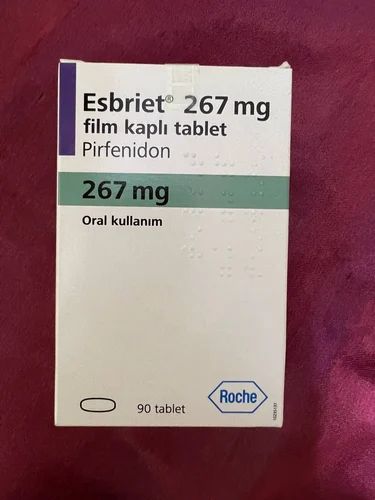 Esbriet® 267 mg
film kaplı tablet
Pirfenidon
267 mg
Oral kullanım
90 tablet
Roche